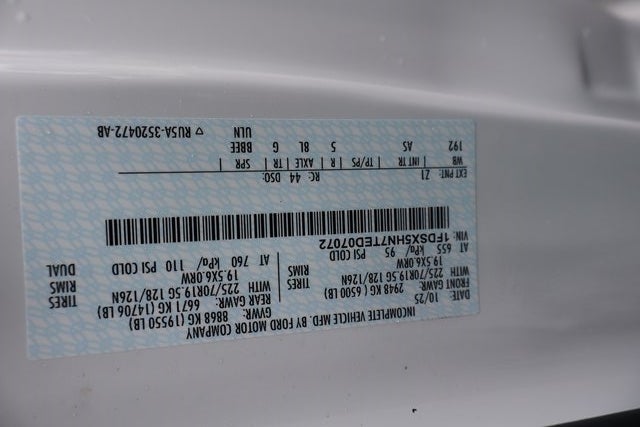 INCOMPLETE VEHICLE MFD. BY FORD MOTOR COMPANY
DATE: 10/25 GVWR: 8868 KG (19550 LB)
FRONT GAWR: 2948 KG (6500 LB) REAR GAWR: 6671 KG (14706 LB)
WITH 225/70R19.5G 128/126N TIRES WITH 225/70R19.5G 128/126N TIRES
19.5X6.0RW RIMS 19.5X6.0RW RIMS
AT 655 kPa/ 95 PSI COLD AT 760 kPa/ 110 PSI COLD DUAL
VIN: 1FDSX5HN7TED07072
EXT PNT: Z1 RC: 44 DSO:
WB | INT TR | TP/PS | R | AXLE | TR | SPR
192 AS 5 8L G BBEE
ULN
▽ RU5A-3520472-AB